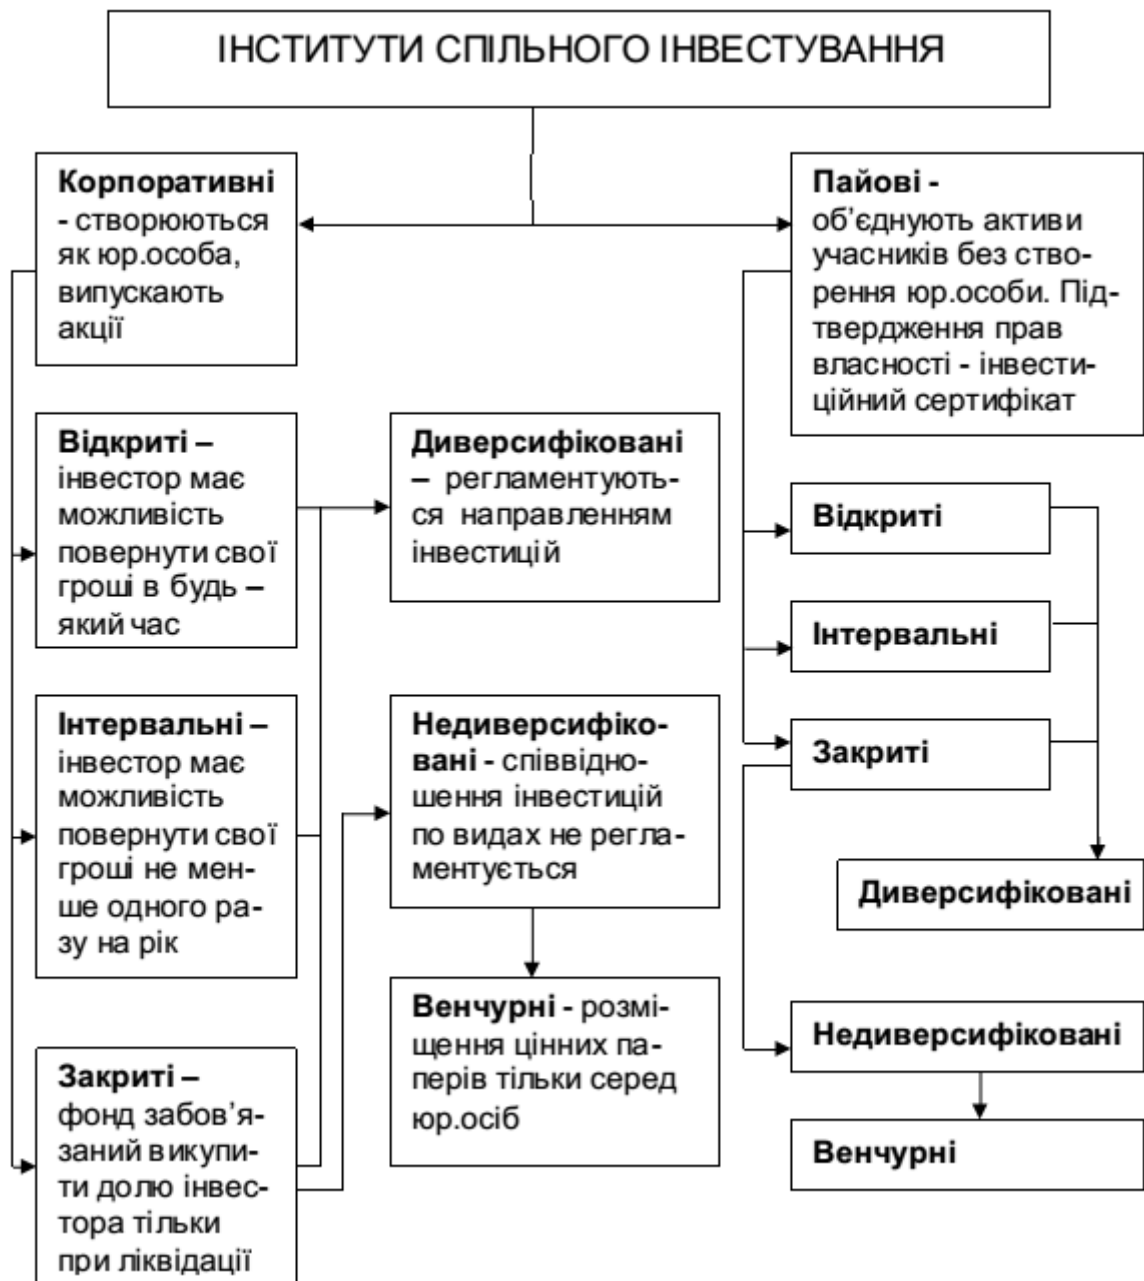 ІНСТИТУТИ СПІЛЬНОГО ІНВЕСТУВАННЯ
Корпоративні
- створюються
як юр.особа,
випускають
акції
Пайові -
об’єднують активи
учасників без ство-
рення юр.особи. Під-
твердження прав
власності - інвести-
ційний сертифікат
Відкриті –
інвестор має
можливість
повернути свої
гроші в будь –
який час
Диверсифіковані
– регламентують-
ся направленням
інвестицій
Відкриті
Інтервальні
Закриті
Інтервальні –
інвестор має
можливість
повернути свої
гроші не мен-
ше одного ра-
зу на рік
Недиверсифіко-
вані - співвідно-
шення інвестицій
по видах не регла-
ментується
Диверсифіковані
Венчурні - розмі-
щення цінних па-
перів тільки серед
юр.осіб
Недиверсифіковані
Венчурні
Закриті –
фонд забов’я-
заний викупи-
ти долю інвес-
тора тільки
при ліквідації